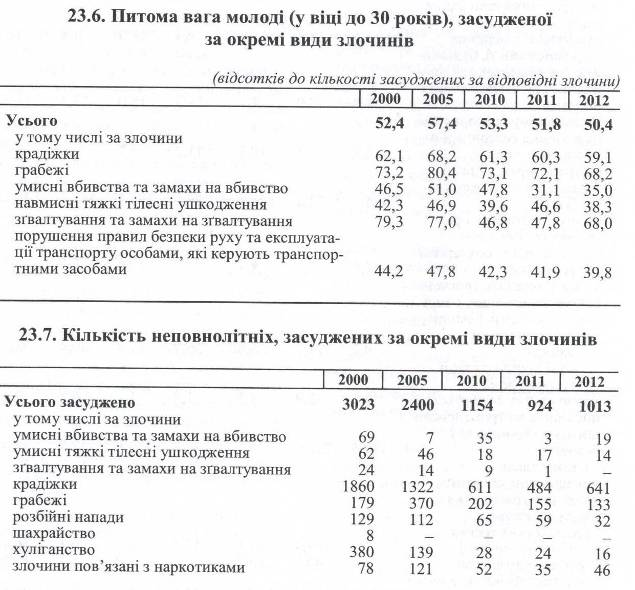 23.6. Питома вага молоді (у віці до 30 років), засудженої
за окремі види злочинів
(відсотків до кількості засуджених за відповідні злочини)
2000 2005 2010 2011 2012
Усього 52,4 57,4 53,3 51,8 50,4
у тому числі за злочини
крадіжки 62,1 68,2 61,3 60,3 59,1
грабежі 73,2 80,4 73,1 72,1 68,2
умисні вбивства та замахи на вбивство 46,5 51,0 47,8 31,1 35,0
навмисні тяжкі тілесні ушкодження 42,3 46,9 39,6 46,6 38,3
зґвалтування та замахи на зґвалтування 79,3 77,0 46,8 47,8 68,0
порушення правил безпеки руху та експлуата-
ції транспорту особами, які керують транспор-
тними засобами 44,2 47,8 42,3 41,9 39,8
23.7. Кількість неповнолітніх, засуджених за окремі види злочинів
2000 2005 2010 2011 2012
Усього засуджено 3023 2400 1154 924 1013
у тому числі за злочини
умисні вбивства та замахи на вбивство 69 7 35 3 19
умисні тяжкі тілесні ушкодження 62 46 18 17 14
зґвалтування та замахи на зґвалтування 24 14 9 1 –
крадіжки 1860 1322 611 484 641
грабежі 179 370 202 155 133
розбійні напади 129 112 65 59 32
шахрайство 8 – – – –
хуліганство 380 139 28 24 16
злочини пов’язані з наркотиками 78 121 52 35 46